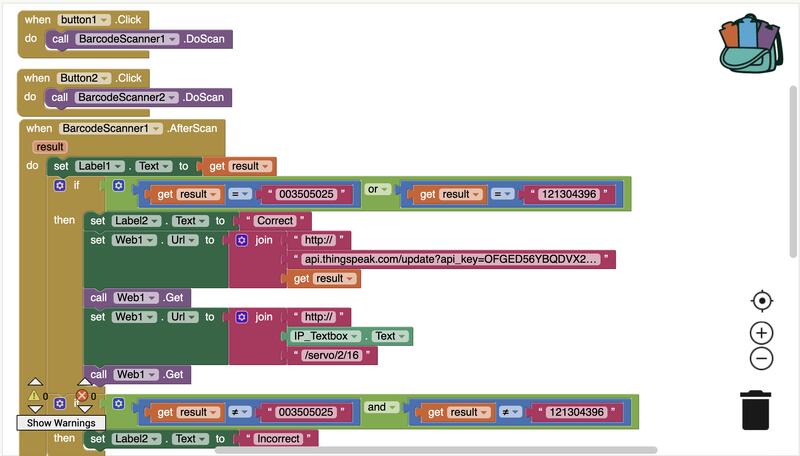 when button1 .Click
do call BarcodeScanner1 .DoScan
when Button2 .Click
do call BarcodeScanner2 .DoScan
when BarcodeScanner1 .AfterScan
result
do set Label1 . Text to get result
if get result = “ 003505025 ” or get result = “ 121304396 ”
then set Label2 . Text to “ Correct ”
set Web1 . Url to join “ http:// ”
“ api.thingspeak.com/update?api_key=OFGED56YBQDVX2... ”
get result
call Web1 .Get
set Web1 . Url to join “ http:// ”
IP_Textbox . Text
“ /servo/2/16 ”
call Web1 .Get
0 0
if get result ≠ “ 003505025 ” and get result ≠ “ 121304396 ”
Show Warnings
then set Label2 . Text to “ Incorrect ”